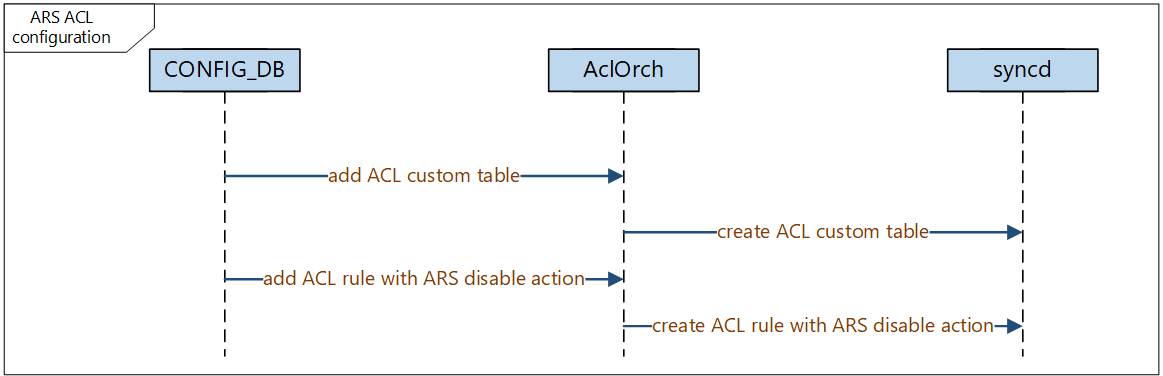 ARS ACL
configuration
CONFIG_DB
AclOrch
syncd
add ACL custom table
create ACL custom table
add ACL rule with ARS disable action
create ACL rule with ARS disable action